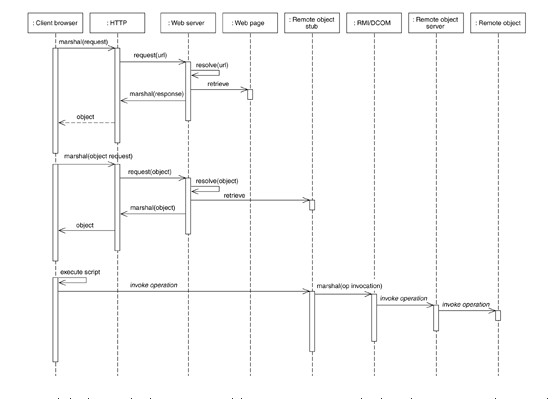 : Client browser
: HTTP
: Web server
: Web page
: Remote object
stub
: RMI/DCOM
: Remote object
server
: Remote object
marshal(request)
request(url)
resolve(url)
retrieve
marshal(response)
object
marshal(object request)
request(object)
resolve(object)
retrieve
marshal(object)
object
execute script
invoke operation
marshal(op invocation)
invoke operation
invoke operation